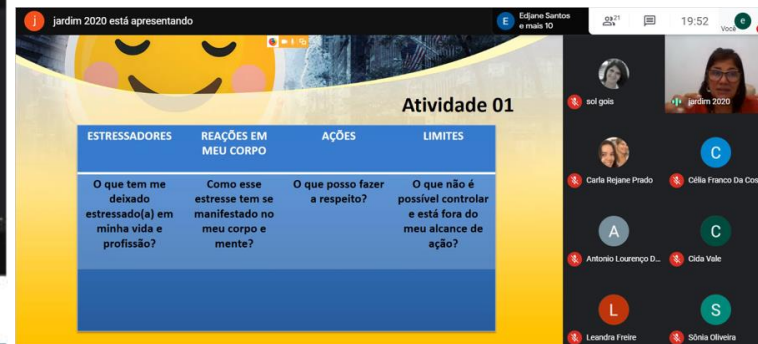 j jardim 2020 está apresentando
E Edjane Santos
e mais 10
21
19:52
Você
e
Atividade 01
ESTRESSADORES
REAÇÕES EM
MEU CORPO
AÇÕES
LIMITES
O que tem me
deixado
estressado(a) em
minha vida e
profissão?
Como esse
estresse tem se
manifestado no
meu corpo e
mente?
O que posso fazer
a respeito?
O que não é
possível controlar
e está fora do
meu alcance de
ação?
sol gois
jardim 2020
Carla Rejane Prado
C
Célia Franco Da Cos
A
Antonio Lourenço D...
C
Cida Vale
L
Leandra Freire
S
Sônia Oliveira